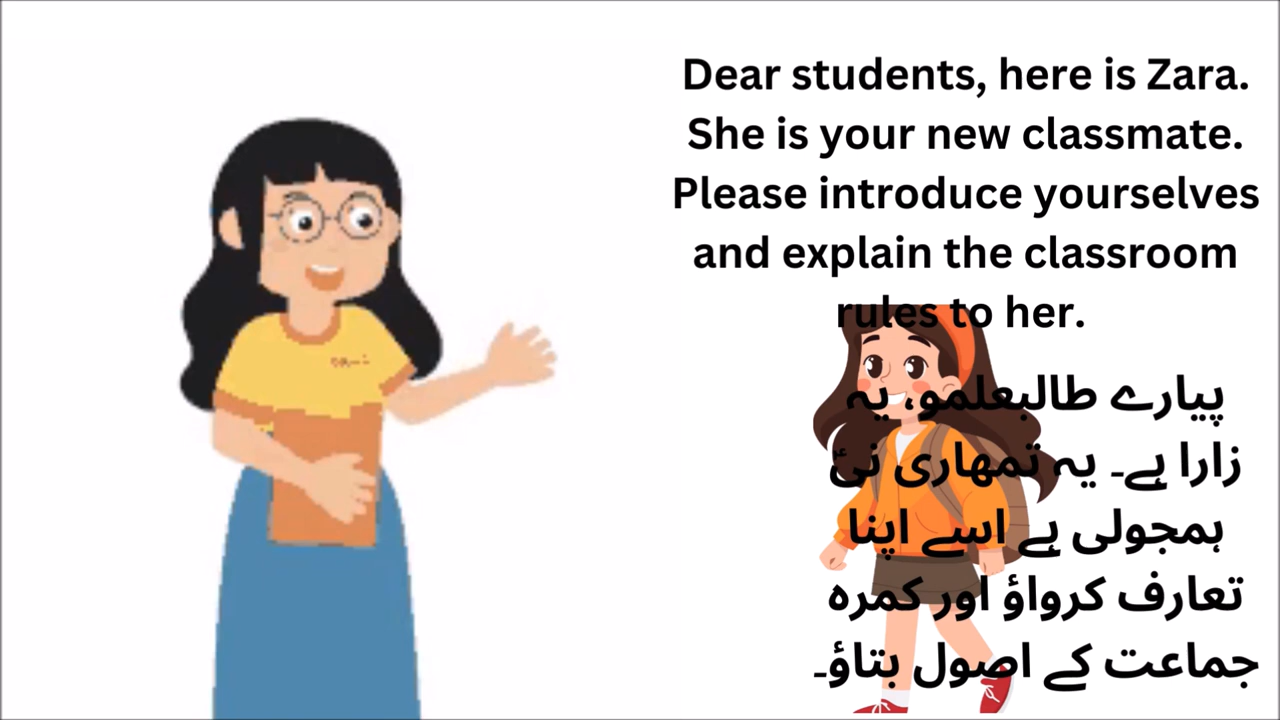 Dear students, here is Zara.
She is your new classmate.
Please introduce yourselves
and explain the classroom
rules to her.
پیارے طالبعلمو، یہ
زارا ہے۔ یہ تمھاری نئ
ہمجولی ہے اسے اپنا
تعارف کرواؤ اور کمرہ
جماعت کے اصول بتاؤ۔